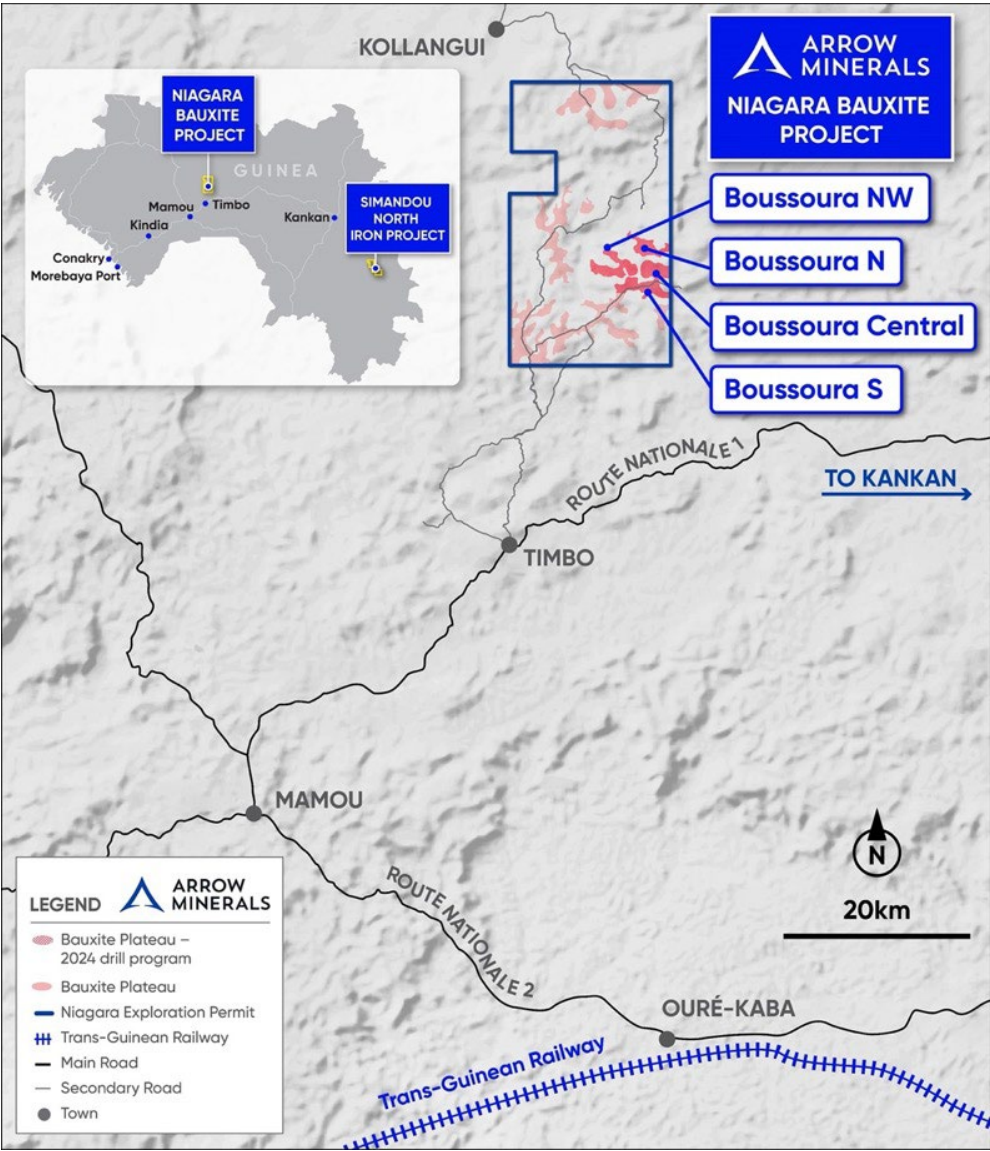 KOLLANGUI
ARROW
MINERALS
NIAGARA BAUXITE
PROJECT
NIAGARA
BAUXITE
PROJECT
GUINEA
SIMANDOU
NORTH
IRON PROJECT
Mamou
Timbo
Kindia
Kankan
Conakry
Morebaya Port
Boussoura NW
Boussoura N
Boussoura Central
Boussoura S
ROUTE NATIONALE 1
TO KANKAN
TIMBO
MAMOU
ROUTE NATIONALE 2
N
20km
OURÉ-KABA
Trans-Guinean Railway
LEGEND
ARROW
MINERALS
Bauxite Plateau –
2024 drill program
Bauxite Plateau
Niagara Exploration Permit
Trans-Guinean Railway
Main Road
Secondary Road
Town